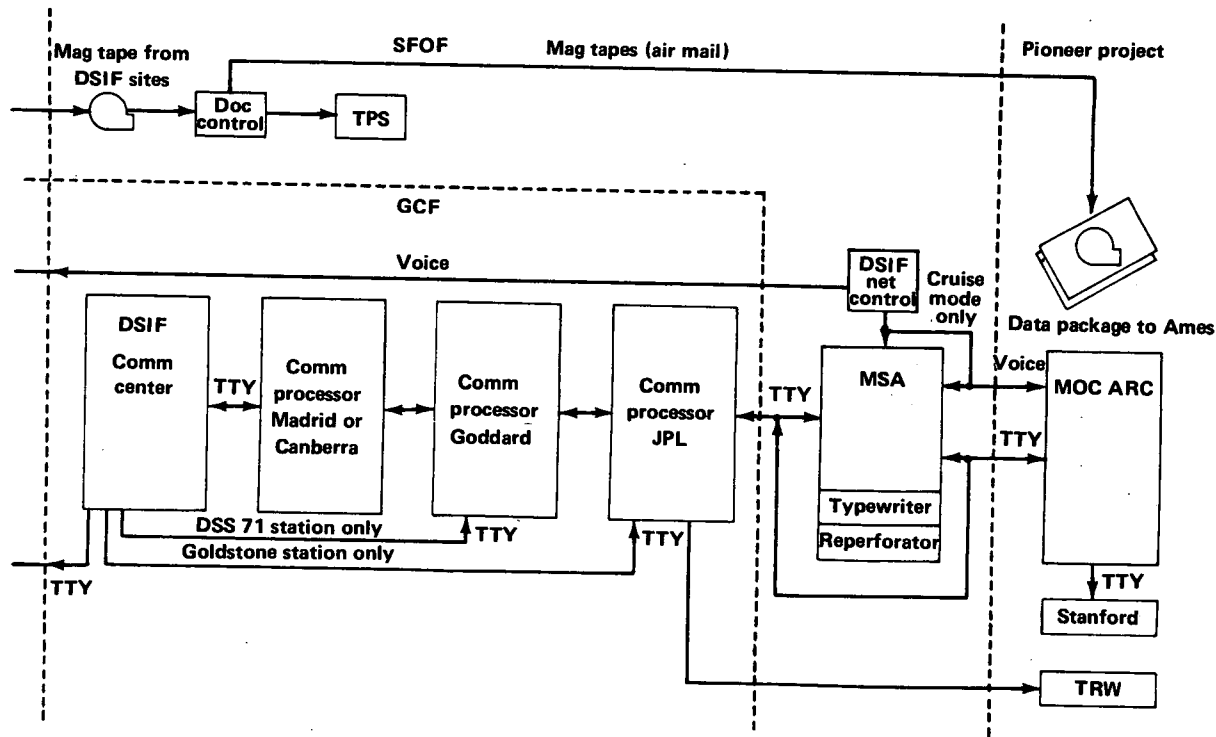 SFOF
Mag tapes (air mail)
Pioneer project
Mag tape from
DSIF sites
Doc
control
TPS
GCF
Voice
DSIF
net
control
Cruise
mode
only
Data package to Ames
DSIF
Comm
center
TTY
Comm
processor
Madrid or
Canberra
Comm
processor
Goddard
Comm
processor
JPL
TTY
MSA
Voice
MOC ARC
TTY
Typewriter
Reperforator
DSS 71 station only
TTY
Goldstone station only
TTY
TTY
TTY
Stanford
TRW